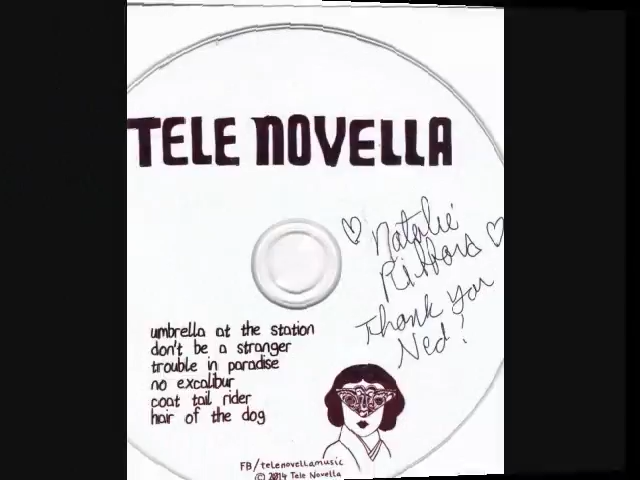 TELE NOVELLA
♡ Natalie ♡
Ribbons
Thank you
Ned!
umbrella at the station
don't be a stranger
trouble in paradise
no excalibur
coat tail rider
hair of the dog
FB/telenovellamusic
© 2014 Tele Novella